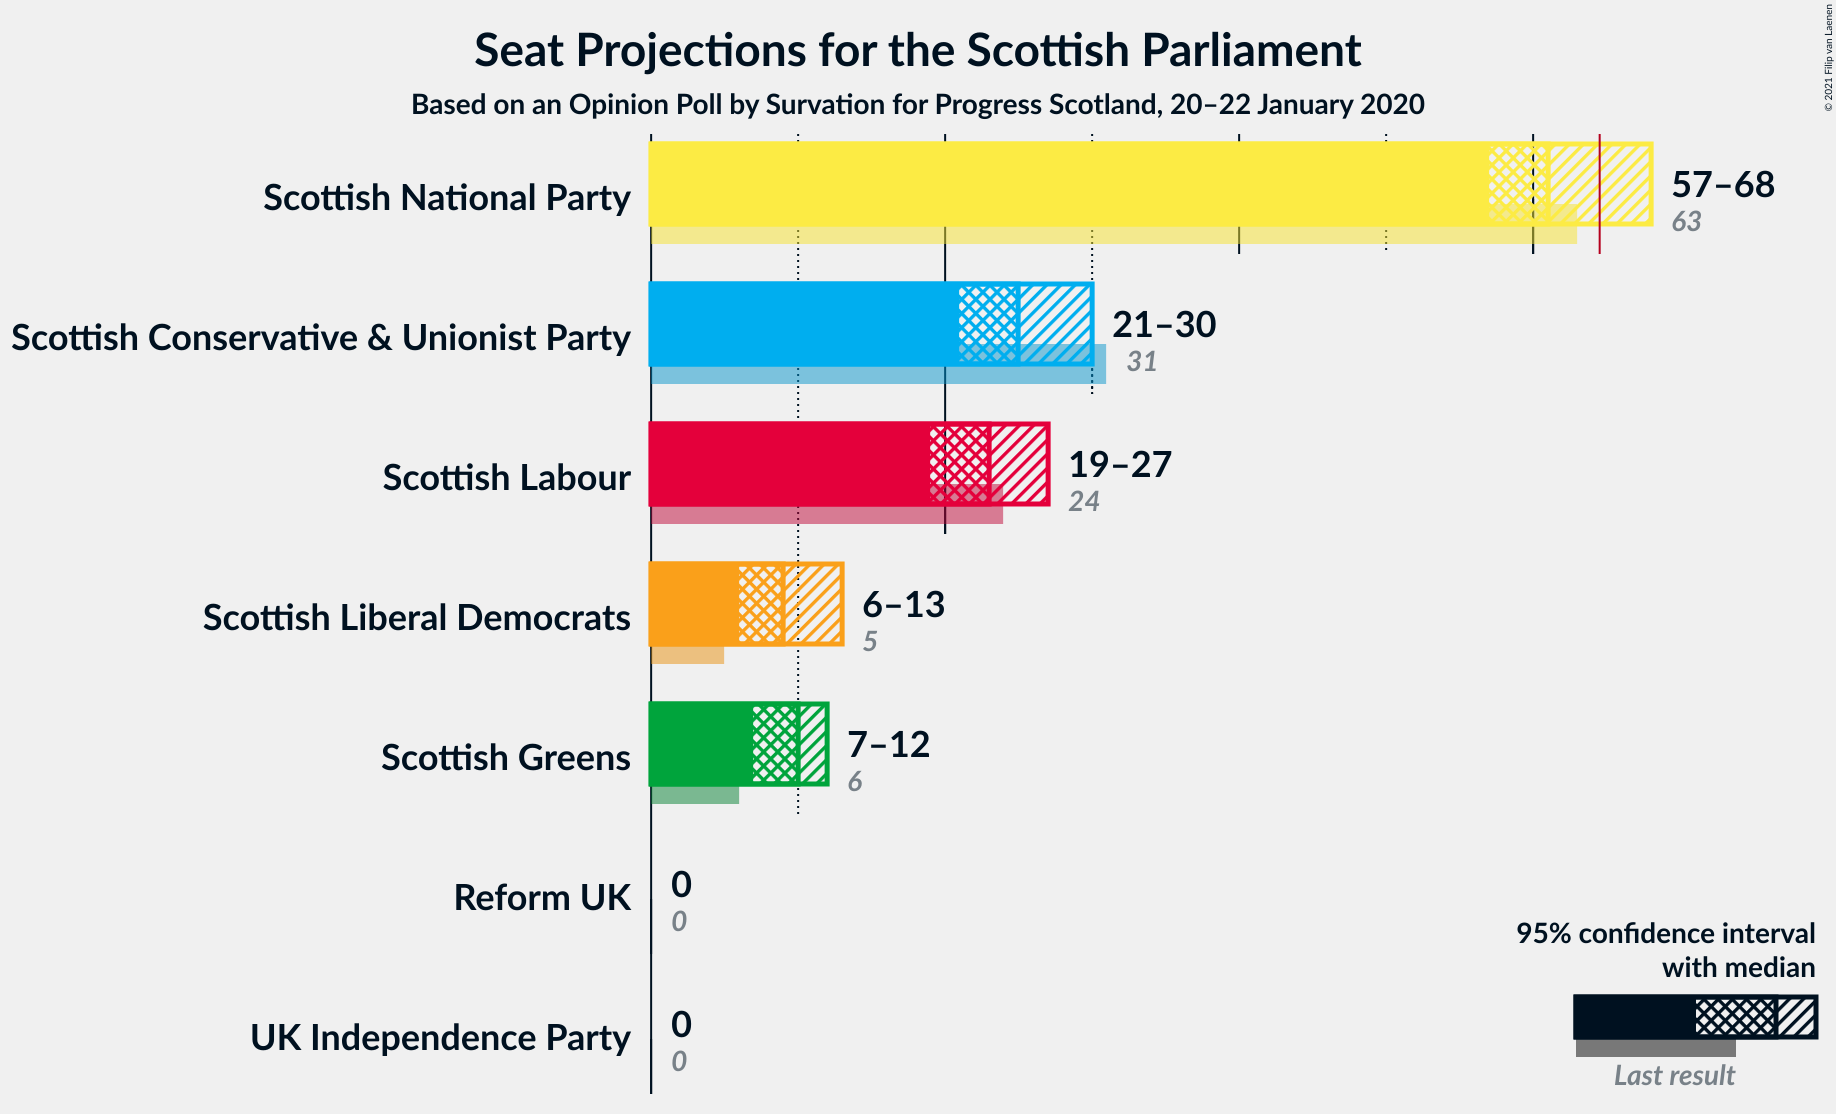 Seat Projections for the Scottish Parliament
Based on an Opinion Poll by Survation for Progress Scotland, 20–22 January 2020
© 2021 Filip van Laenen
Scottish National Party
57–68
63
Scottish Conservative & Unionist Party
21–30
31
Scottish Labour
19–27
24
Scottish Liberal Democrats
6–13
5
Scottish Greens
7–12
6
Reform UK
0
0
UK Independence Party
0
0
95% confidence interval
with median
Last result